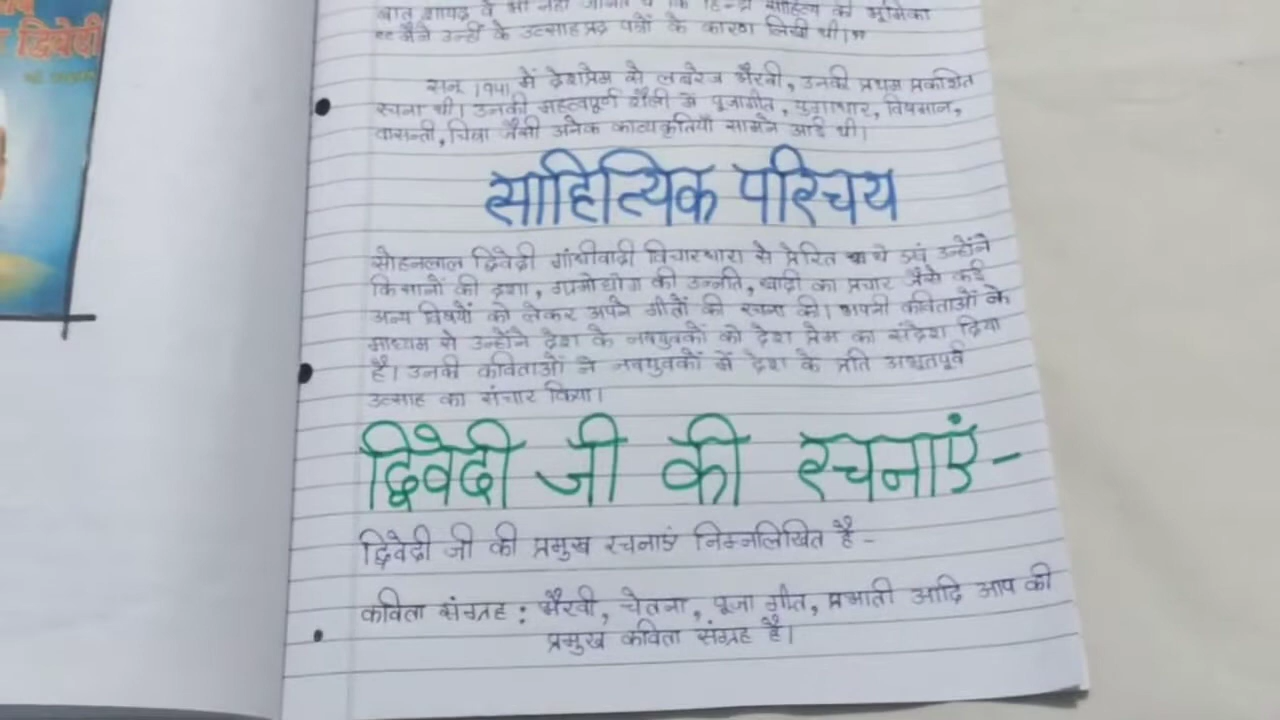 द्विवेदी
बात शायद वे भी नहीं जानते थे कि हिन्दी साहित्य की भूमिका
"मैंने उन्हीं के उत्साहप्रद पत्रों के कारण लिखी थी।"
सन् 1941 में देशप्रेम से लबरेज भैरवी, उनकी प्रथम प्रकाशित
रचना थी। उनकी महत्वपूर्ण शैली में पूजागीत, युगाधार, विषपान,
वासन्ती, चित्रा जैसी अनेक काव्यकृतियाँ सामने आई थी।
साहित्यिक परिचय
सोहनलाल द्विवेदी गांधीवादी विचारधारा से प्रेरित थे उन्होंने
किसानों की दशा, ग्रामोद्योग की उन्नति, खादी का प्रचार जैसे कई
अन्य विषयों को लेकर अपने गीतों की रचना की। अपनी कविताओं के
माध्यम से उन्होंने देश के नवयुवकों को देश प्रेम का संदेश दिया
है। उनकी कविताओं ने नवयुवकों में देश के प्रति अभूतपूर्व
उत्साह का संचार किया।
द्विवेदी जी की रचनाएं-
द्विवेदी जी की प्रमुख रचनाएं निम्नलिखित है -
कविता संग्रह : भैरवी, चेतना, पूजा गीत, प्रभाती आदि आप की
प्रमुख कविता संग्रह है।